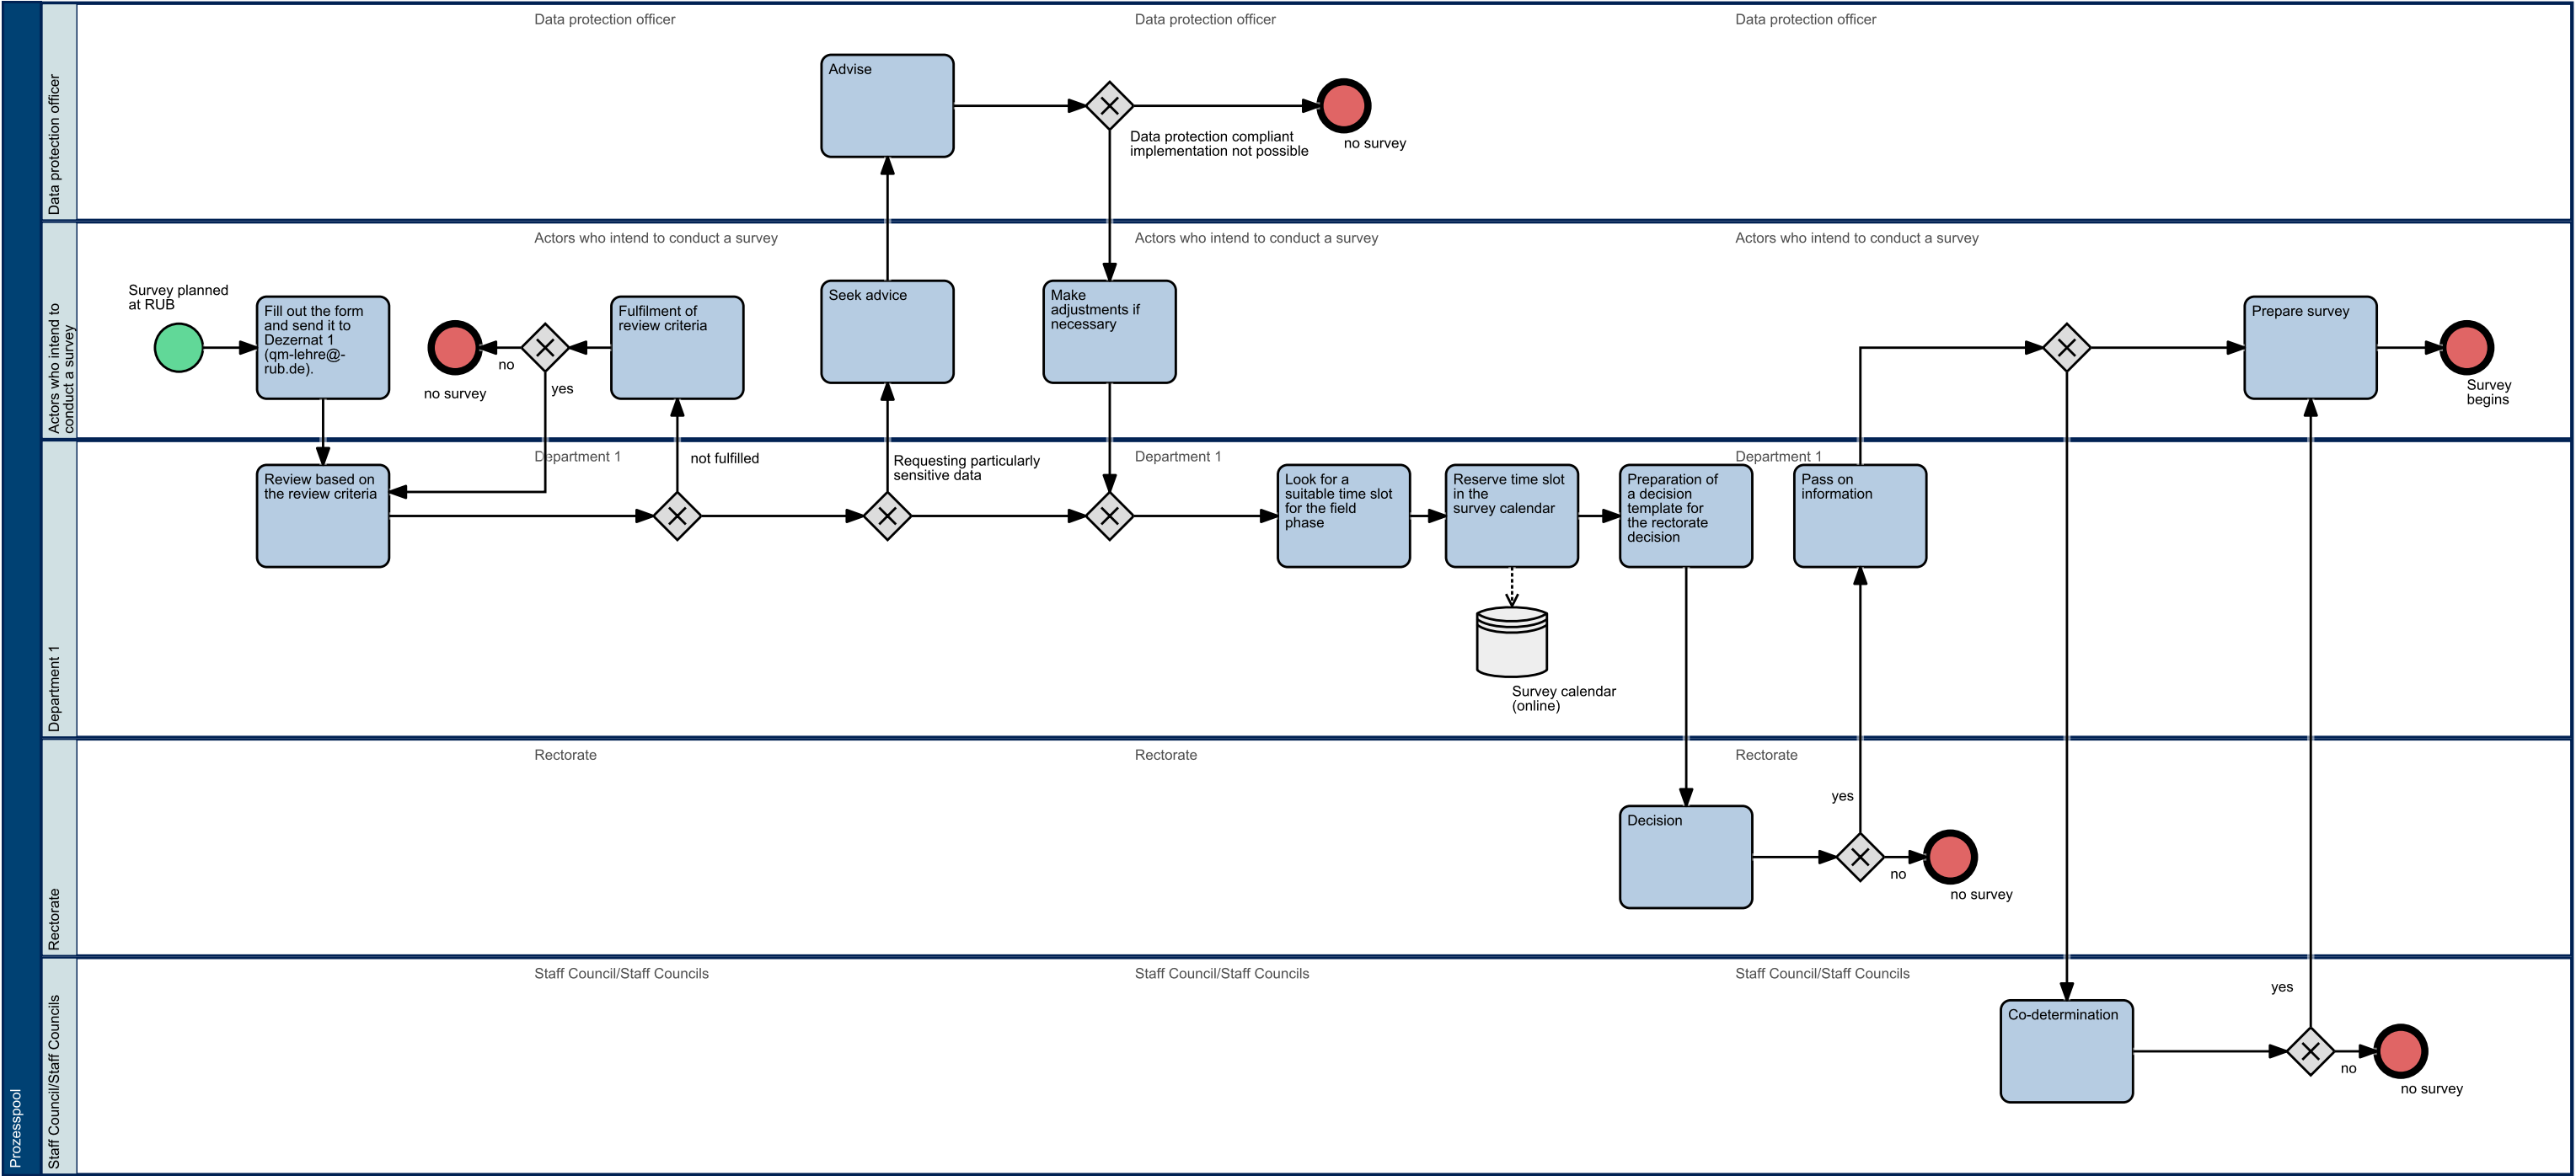 Prozesspool
Data protection officer
Data protection officer
Data protection officer
Data protection officer
Advise
Data protection compliant
implementation not possible
no survey
Actors who intend to
conduct a survey
Actors who intend to conduct a survey
Actors who intend to conduct a survey
Actors who intend to conduct a survey
Survey planned
at RUB
Fill out the form
and send it to
Dezernat 1
(qm-lehre@-
rub.de).
no survey
no
yes
Fulfilment of
review criteria
Seek advice
Make
adjustments if
necessary
Prepare survey
Survey
begins
Department 1
Department 1
Department 1
Department 1
Review based on
the review criteria
not fulfilled
Requesting particularly
sensitive data
Look for a
suitable time slot
for the field
phase
Reserve time slot
in the
survey calendar
Preparation of
a decision
template for
the rectorate
decision
Pass on
information
Survey calendar
(online)
Rectorate
Rectorate
Rectorate
Rectorate
Decision
yes
no
no survey
Staff Council/Staff Councils
Staff Council/Staff Councils
Staff Council/Staff Councils
Staff Council/Staff Councils
Co-determination
yes
no
no survey